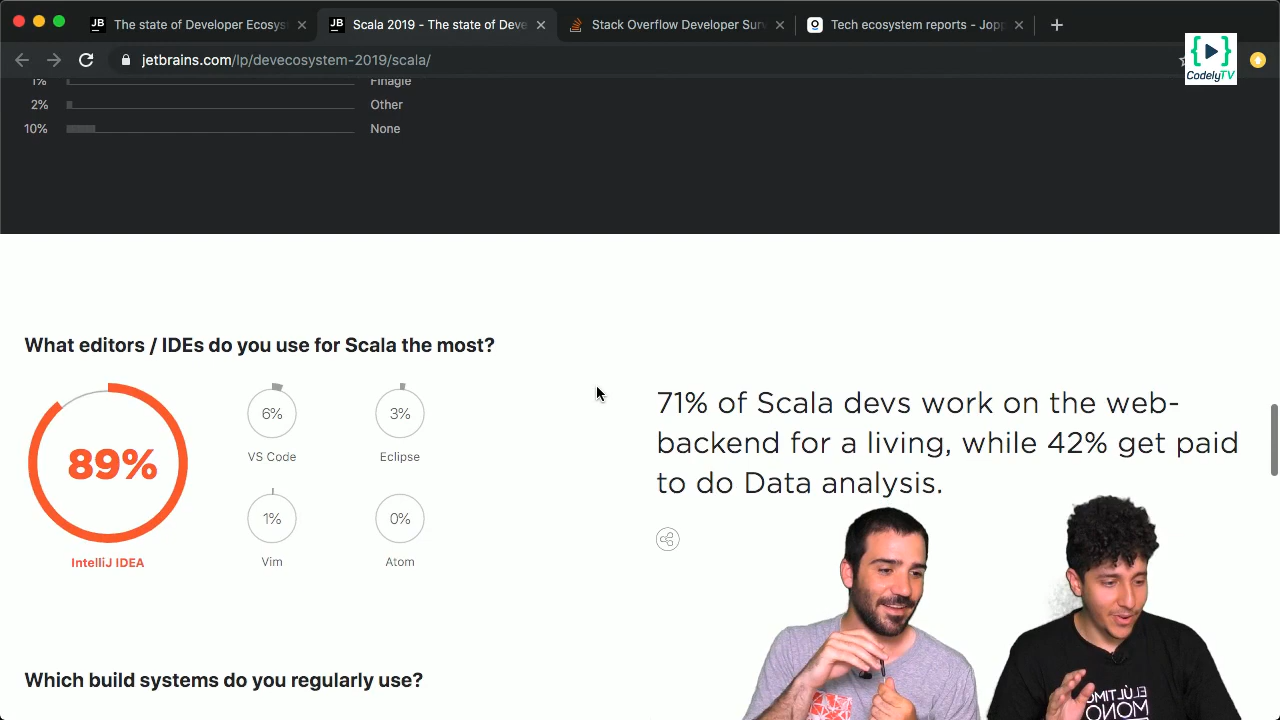 The state of Developer Ecosys
Scala 2019 - The state of Deve
Stack Overflow Developer Sur
Tech ecosystem reports - Jopp
jetbrains.com/lp/devecosystem-2019/scala/
CodelyTV
1% Finagle
2% Other
10% None
What editors / IDEs do you use for Scala the most?
89%
IntelliJ IDEA
6%
VS Code
3%
Eclipse
1%
Vim
0%
Atom
71% of Scala devs work on the web-
backend for a living, while 42% get paid
to do Data analysis.
Which build systems do you regularly use?
EL ÚLTIMO
MONO